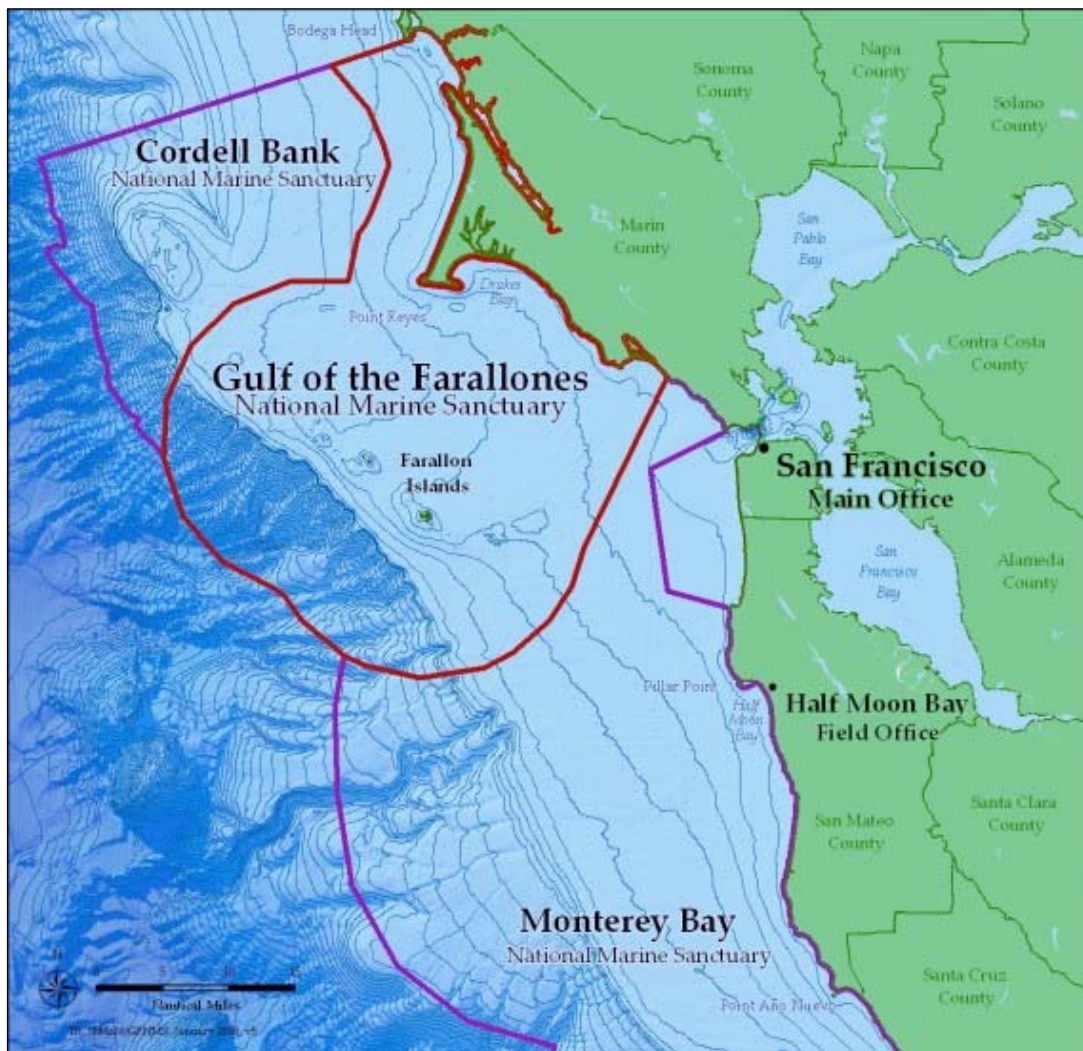 Bodega Head
Napa
County
Sonoma
County
Solano
County
Cordell Bank
National Marine Sanctuary
Marin
County
San
Pablo
Bay
Drakes
Bay
Point Reyes
Contra Costa
County
Gulf of the Farallones
National Marine Sanctuary
Farallon
Islands
San Francisco
Main Office
San
Francisco
Bay
Alameda
County
Pillar Point
Half
Moon
Bay
Half Moon Bay
Field Office
San Mateo
County
Santa Clara
County
Monterey Bay
National Marine Sanctuary
Santa Cruz
County
Point Año Nuevo
N
5
10
15
Nautical Miles